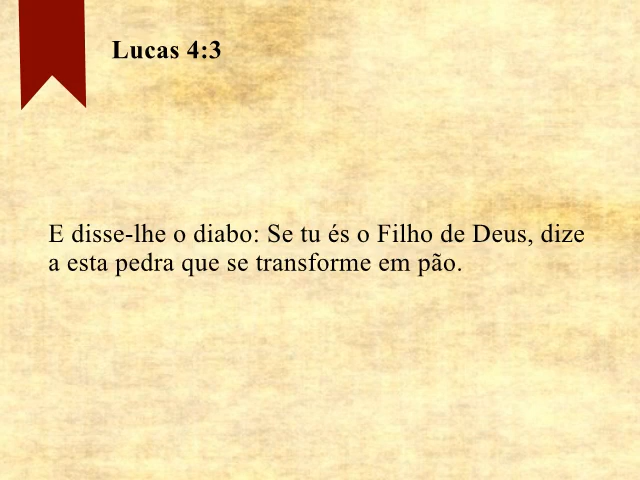 Lucas 4:3
E disse-lhe o diabo: Se tu és o Filho de Deus, dize
a esta pedra que se transforme em pão.